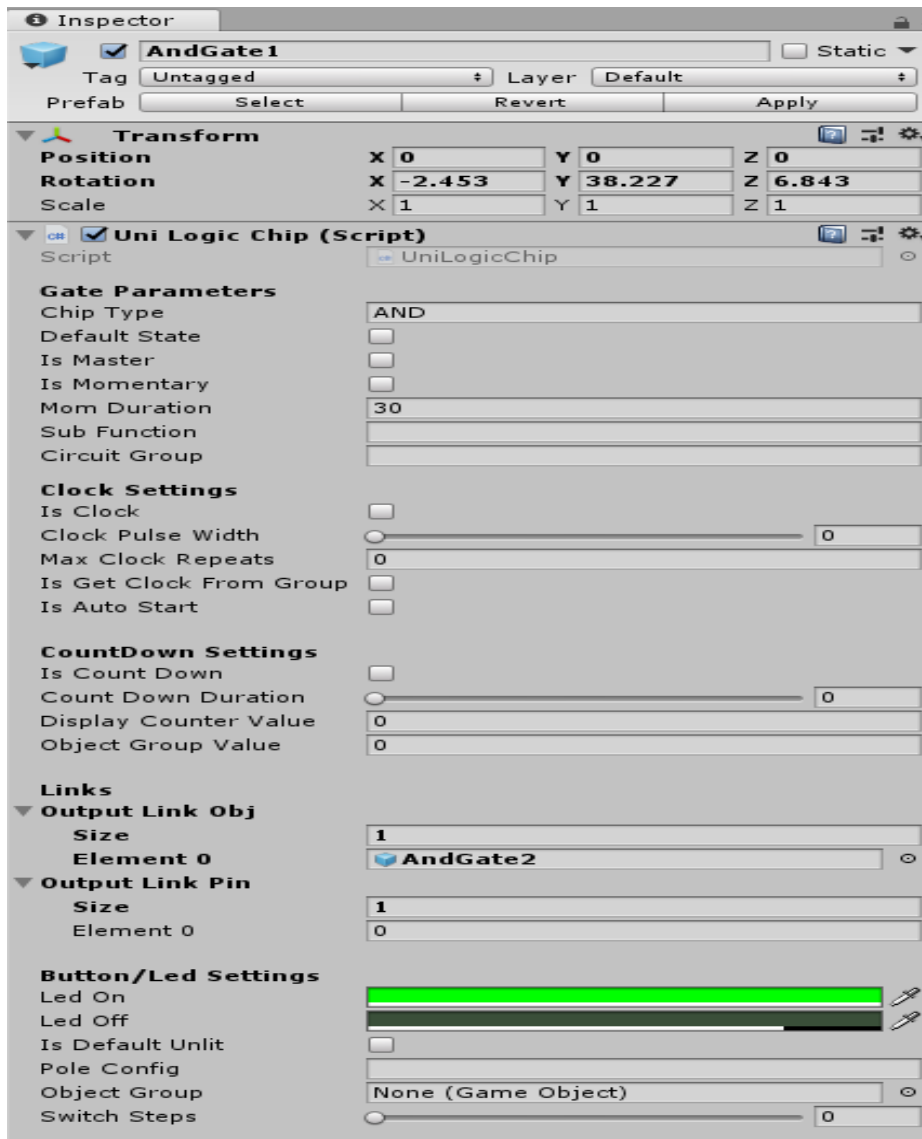 Inspector
AndGate1 Static
Tag Untagged Layer Default
Prefab Select Revert Apply
Transform
Position X 0 Y 0 Z 0
Rotation X -2.453 Y 38.227 Z 6.843
Scale X 1 Y 1 Z 1
C# Uni Logic Chip (Script)
Script UniLogicChip
Gate Parameters
Chip Type AND
Default State
Is Master
Is Momentary
Mom Duration 30
Sub Function
Circuit Group
Clock Settings
Is Clock
Clock Pulse Width 0
Max Clock Repeats 0
Is Get Clock From Group
Is Auto Start
CountDown Settings
Is Count Down
Count Down Duration 0
Display Counter Value 0
Object Group Value 0
Links
Output Link Obj
Size 1
Element 0 AndGate2
Output Link Pin
Size 1
Element 0 0
Button/Led Settings
Led On
Led Off
Is Default Unlit
Pole Config
Object Group None (Game Object)
Switch Steps 0